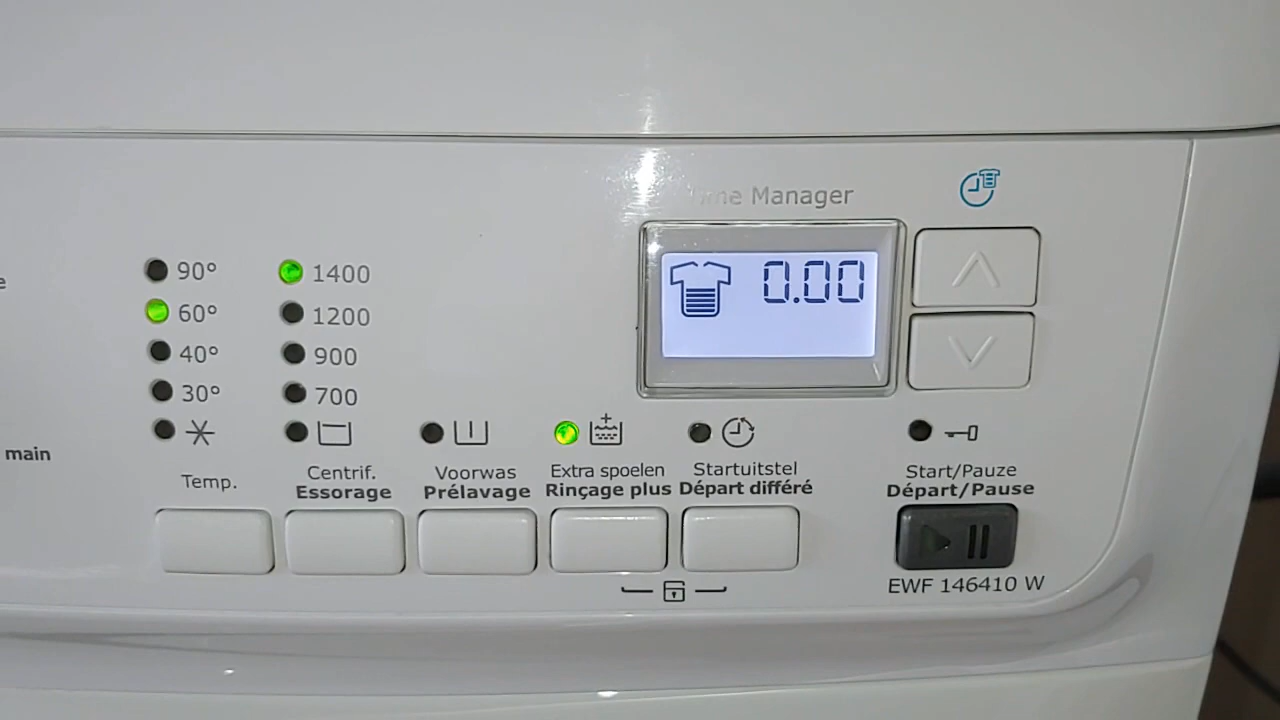 Manager
0.00
90°
60°
40°
30°
1400
1200
900
700
main
Temp.
Centrif.
Essorage
Voorwas
Prélavage
Extra spoelen
Rinçage plus
Startuitstel
Départ différé
Start/Pauze
Départ/Pause
EWF 146410 W